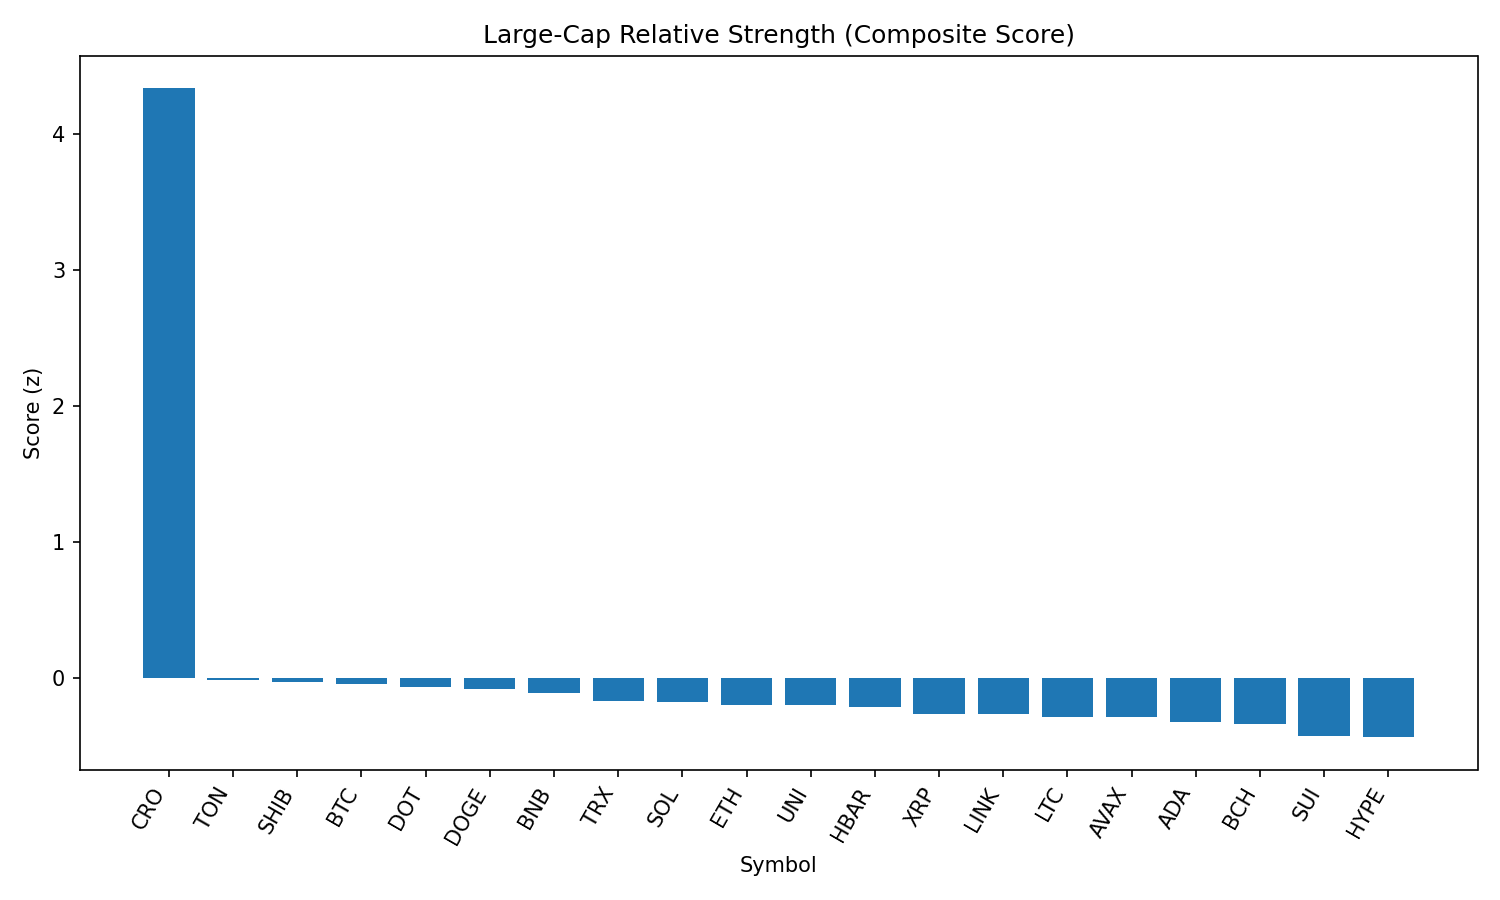 Large-Cap Relative Strength (Composite Score)
Score (z)
4
3
2
1
0
CRO
TON
SHIB
BTC
DOT
DOGE
BNB
TRX
SOL
ETH
UNI
HBAR
XRP
LINK
LTC
AVAX
ADA
BCH
SUI
HYPE
Symbol